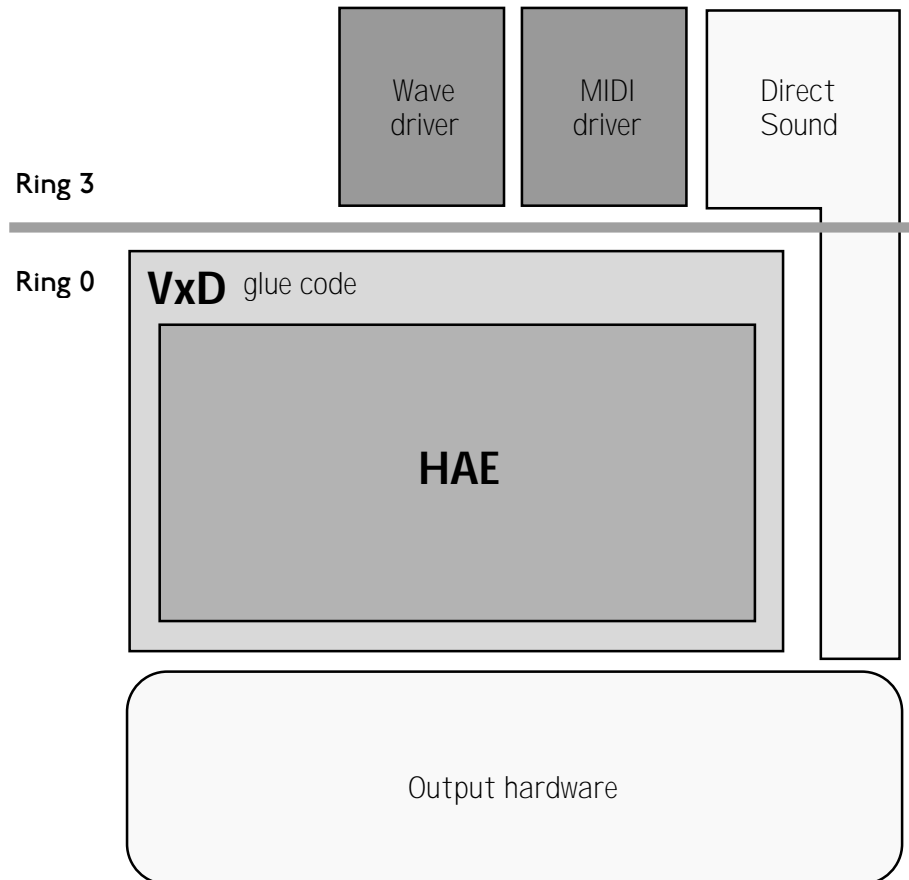 Wave
driver
MIDI
driver
Direct
Sound
Ring 3
Ring 0
VxD glue code
HAE
Output hardware